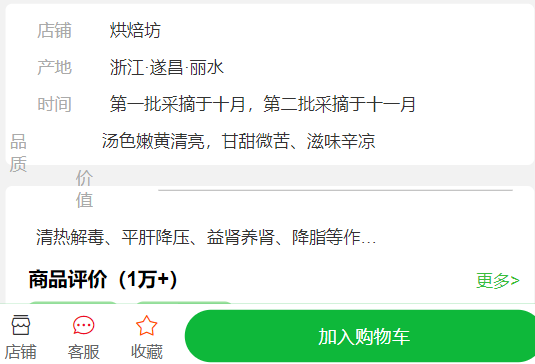 店铺 烘焙坊
产地 浙江·遂昌·丽水
时间 第一批采摘于十月，第二批采摘于十一月
品质 汤色嫩黄清亮，甘甜微苦、滋味辛凉
价值
清热解毒、平肝降压、益肾养肾、降脂等作...
商品评价（1万+） 更多>
店铺 客服 收藏 加入购物车